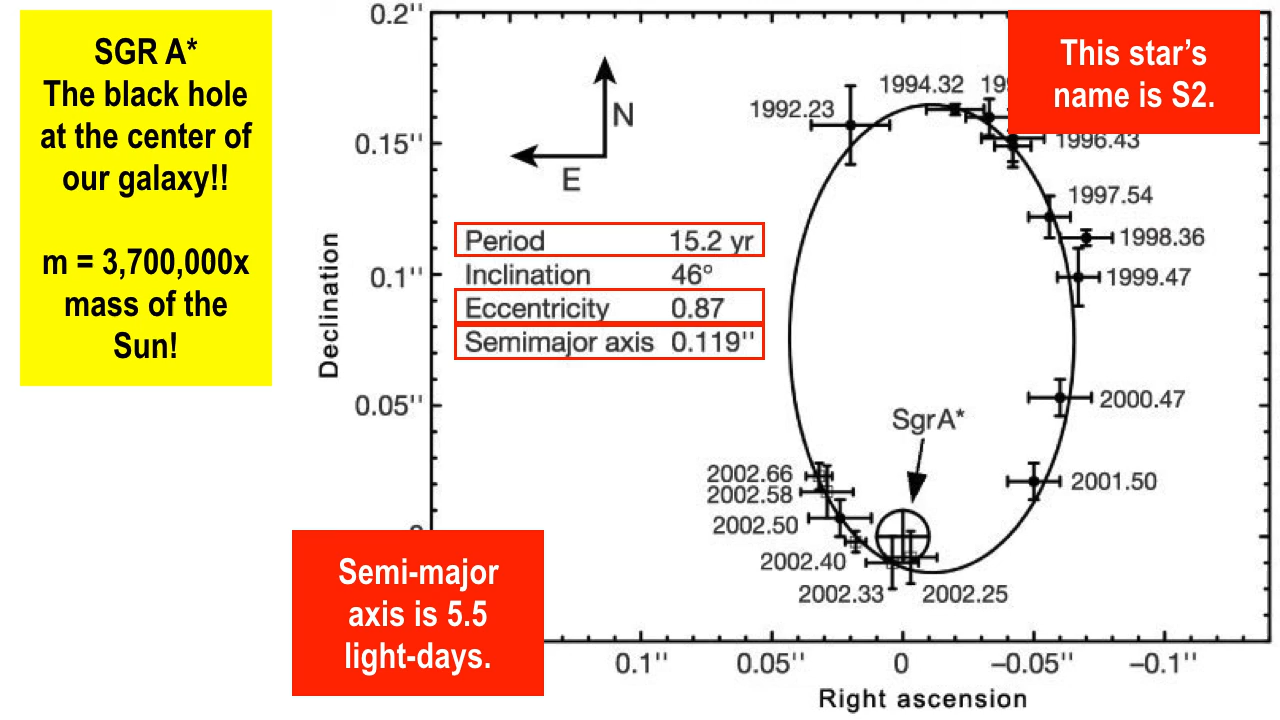 SGR A*
The black hole
at the center of
our galaxy!!
m = 3,700,000x
mass of the
Sun!
This star’s
name is S2.
Semi-major
axis is 5.5
light-days.
0.2''
0.15''
0.1''
0.05''
Declination
N
E
Period 15.2 yr
Inclination 46°
Eccentricity 0.87
Semimajor axis 0.119''
1992.23
1994.32
1996.43
1997.54
1998.36
1999.47
2000.47
2001.50
SgrA*
2002.66
2002.58
2002.50
2002.40
2002.33
2002.25
0.1''
0.05''
0
−0.05''
−0.1''
Right ascension